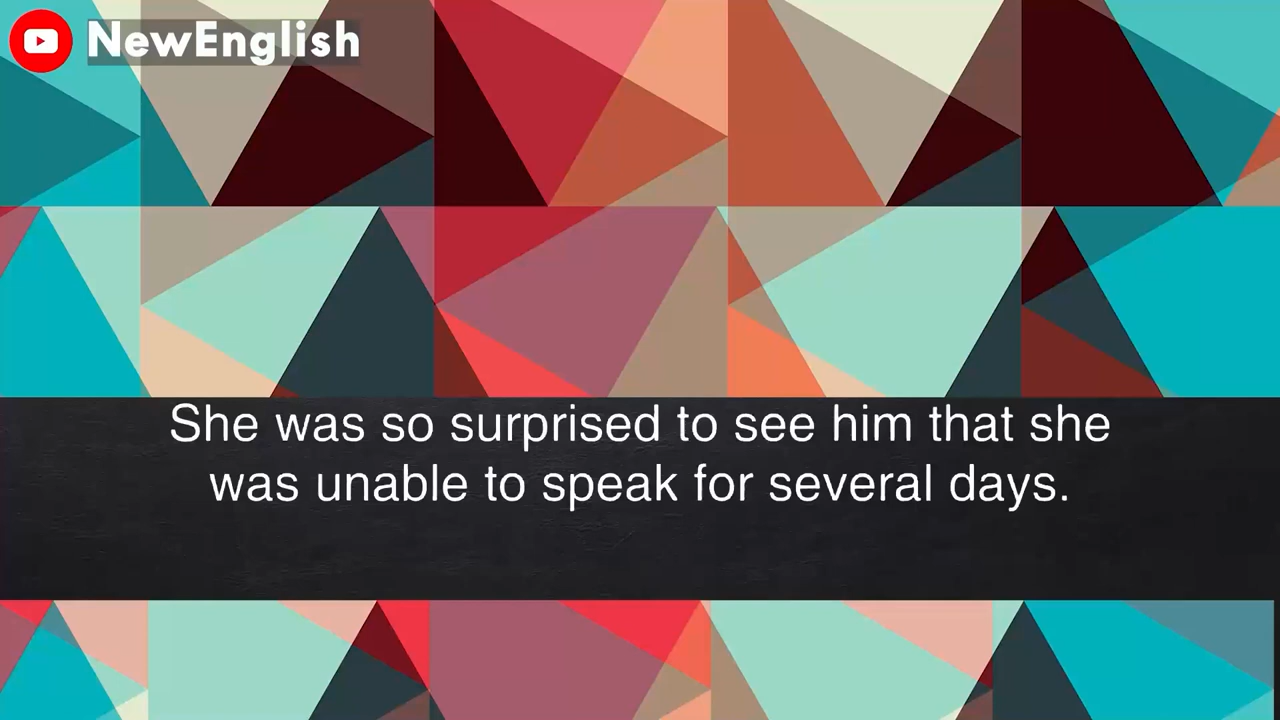 NewEnglish
She was so surprised to see him that she
was unable to speak for several days.